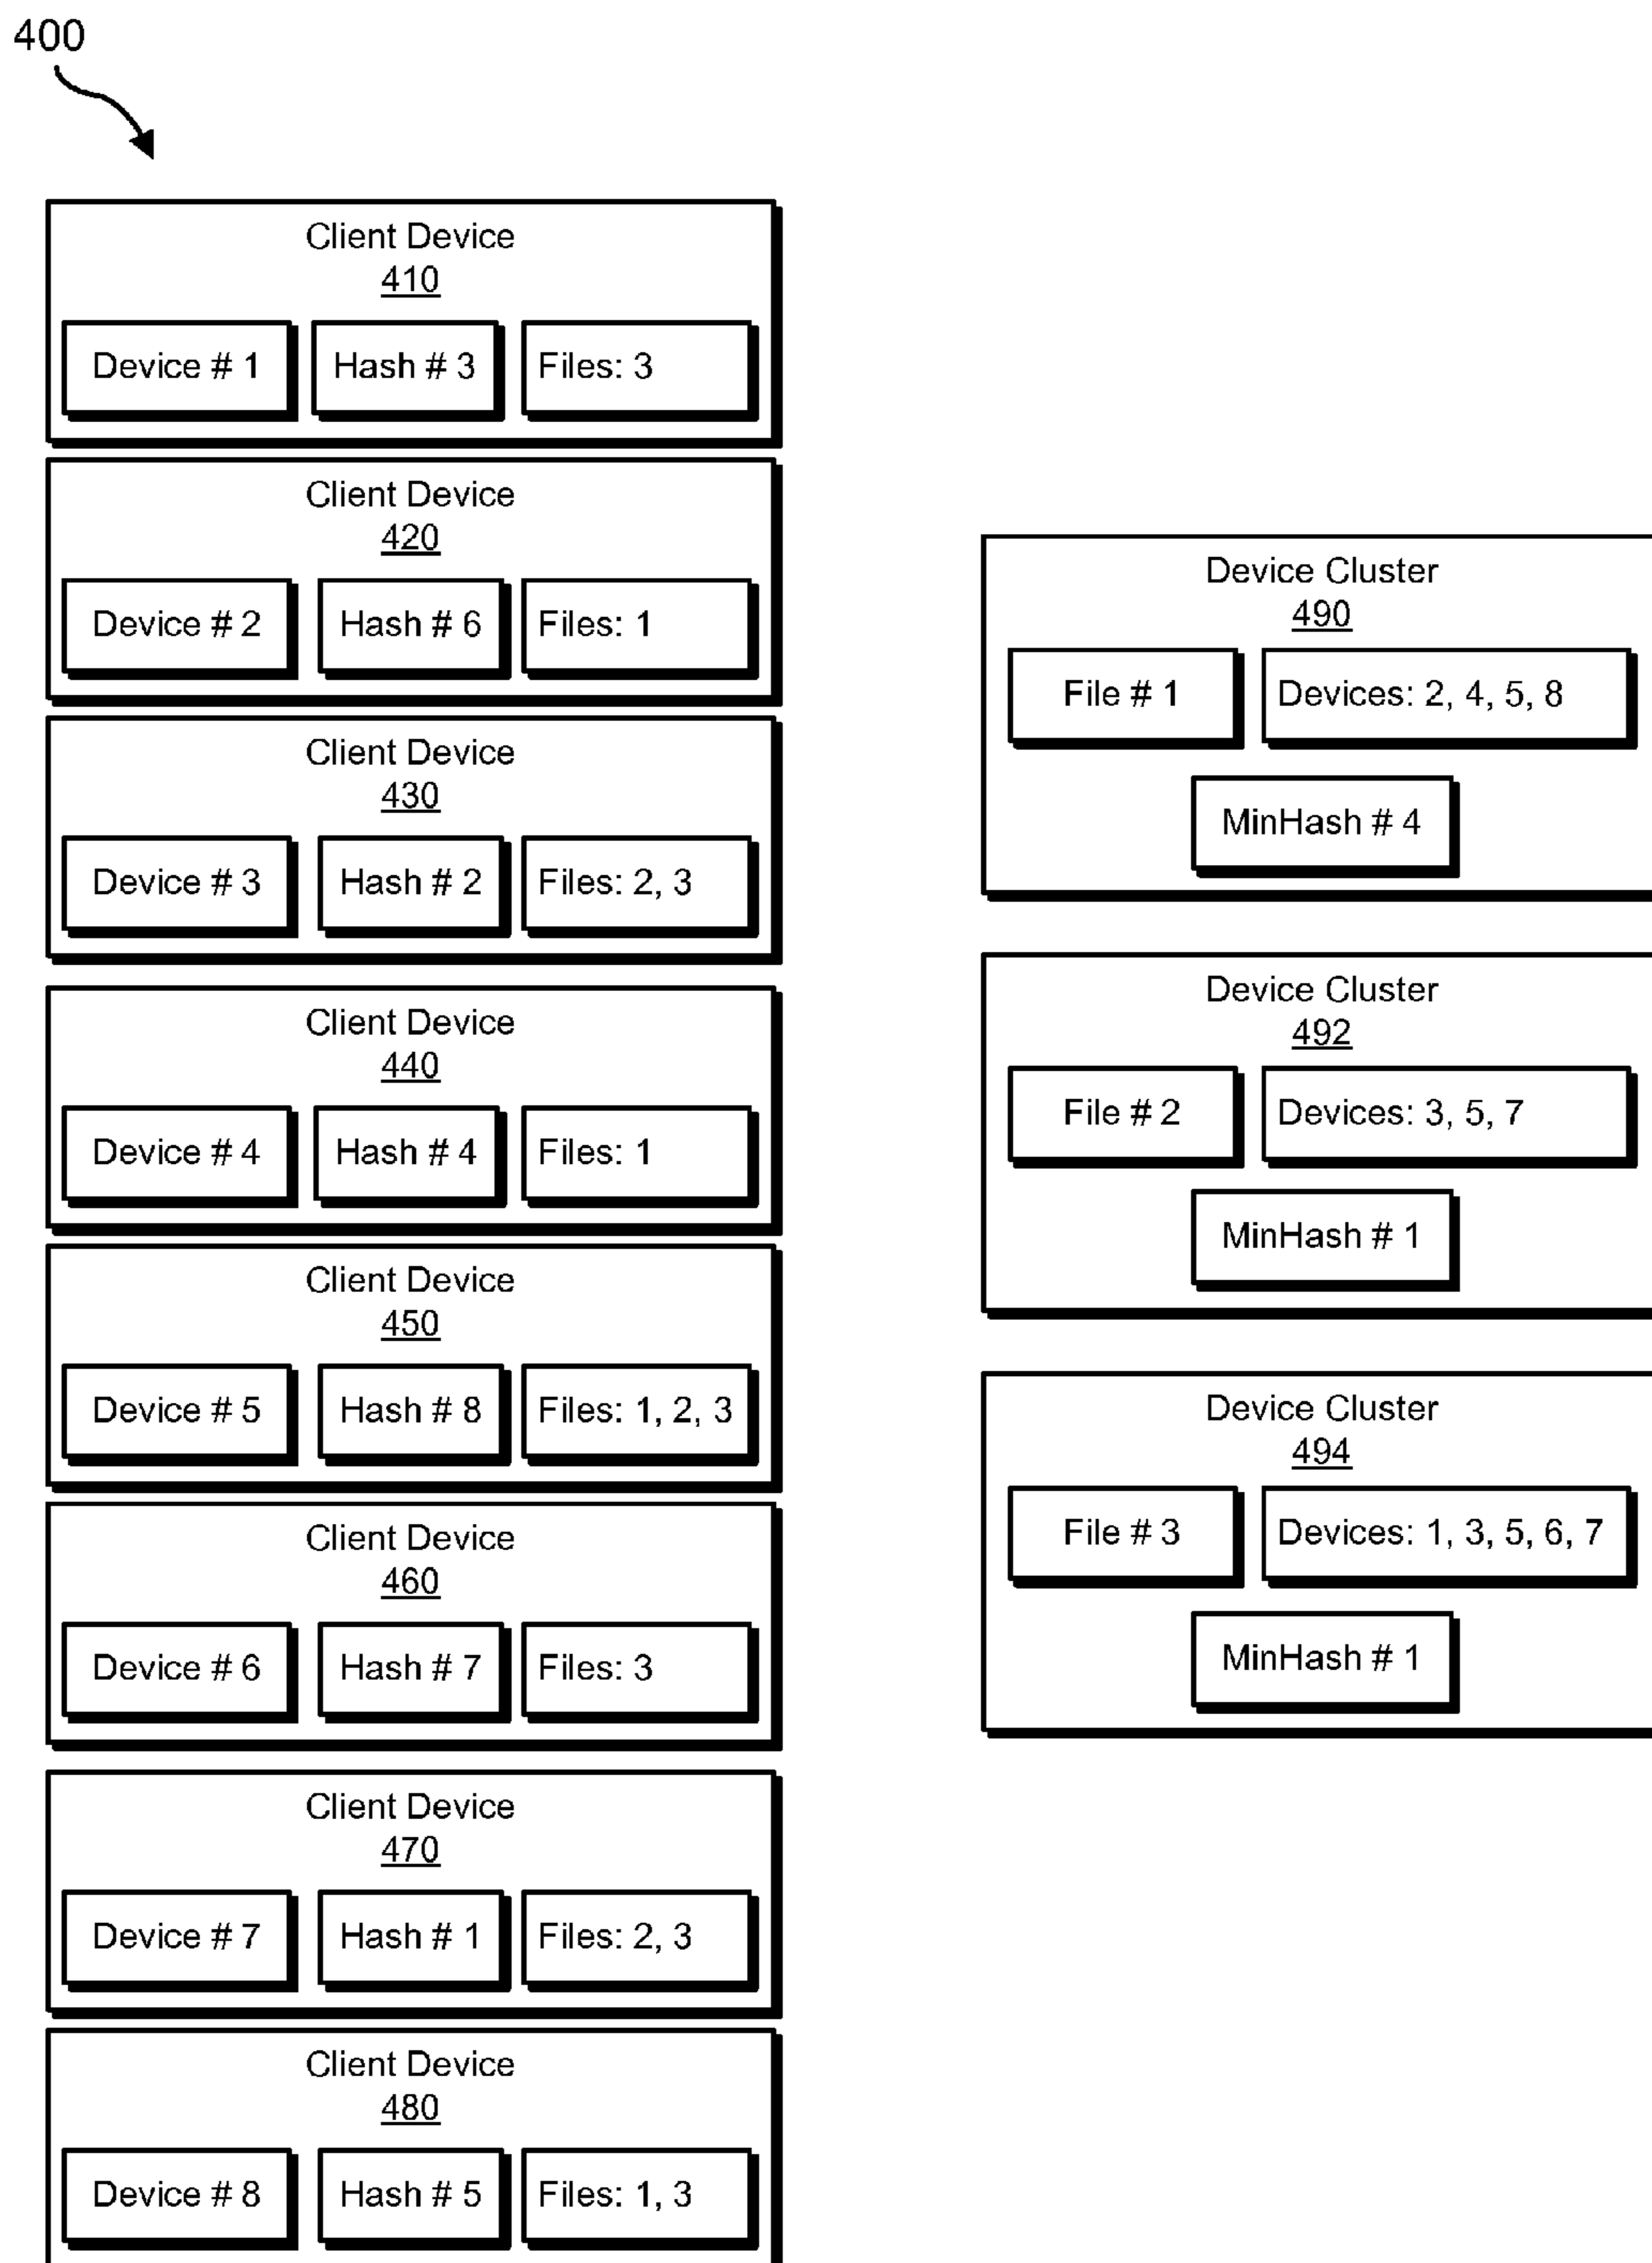 400
Client Device
410
Device # 1 Hash # 3 Files: 3
Client Device
420
Device # 2 Hash # 6 Files: 1
Client Device
430
Device # 3 Hash # 2 Files: 2, 3
Client Device
440
Device # 4 Hash # 4 Files: 1
Client Device
450
Device # 5 Hash # 8 Files: 1, 2, 3
Client Device
460
Device # 6 Hash # 7 Files: 3
Client Device
470
Device # 7 Hash # 1 Files: 2, 3
Client Device
480
Device # 8 Hash # 5 Files: 1, 3
Device Cluster
490
File # 1 Devices: 2, 4, 5, 8
MinHash # 4
Device Cluster
492
File # 2 Devices: 3, 5, 7
MinHash # 1
Device Cluster
494
File # 3 Devices: 1, 3, 5, 6, 7
MinHash # 1